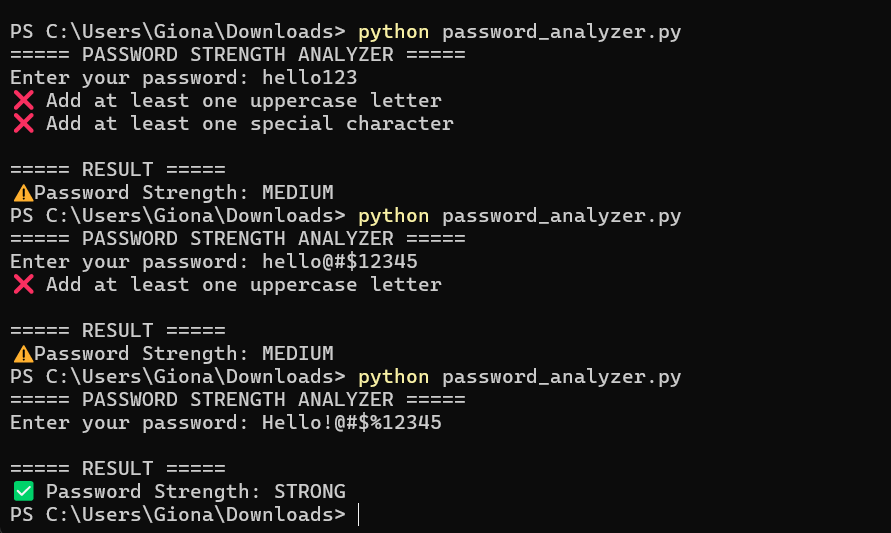 PS C:\Users\Giona\Downloads> python password_analyzer.py
===== PASSWORD STRENGTH ANALYZER =====
Enter your password: hello123
❌ Add at least one uppercase letter
❌ Add at least one special character
===== RESULT =====
⚠️Password Strength: MEDIUM
PS C:\Users\Giona\Downloads> python password_analyzer.py
===== PASSWORD STRENGTH ANALYZER =====
Enter your password: hello@#$12345
❌ Add at least one uppercase letter
===== RESULT =====
⚠️Password Strength: MEDIUM
PS C:\Users\Giona\Downloads> python password_analyzer.py
===== PASSWORD STRENGTH ANALYZER =====
Enter your password: Hello!@#$%12345
===== RESULT =====
✅ Password Strength: STRONG
PS C:\Users\Giona\Downloads>